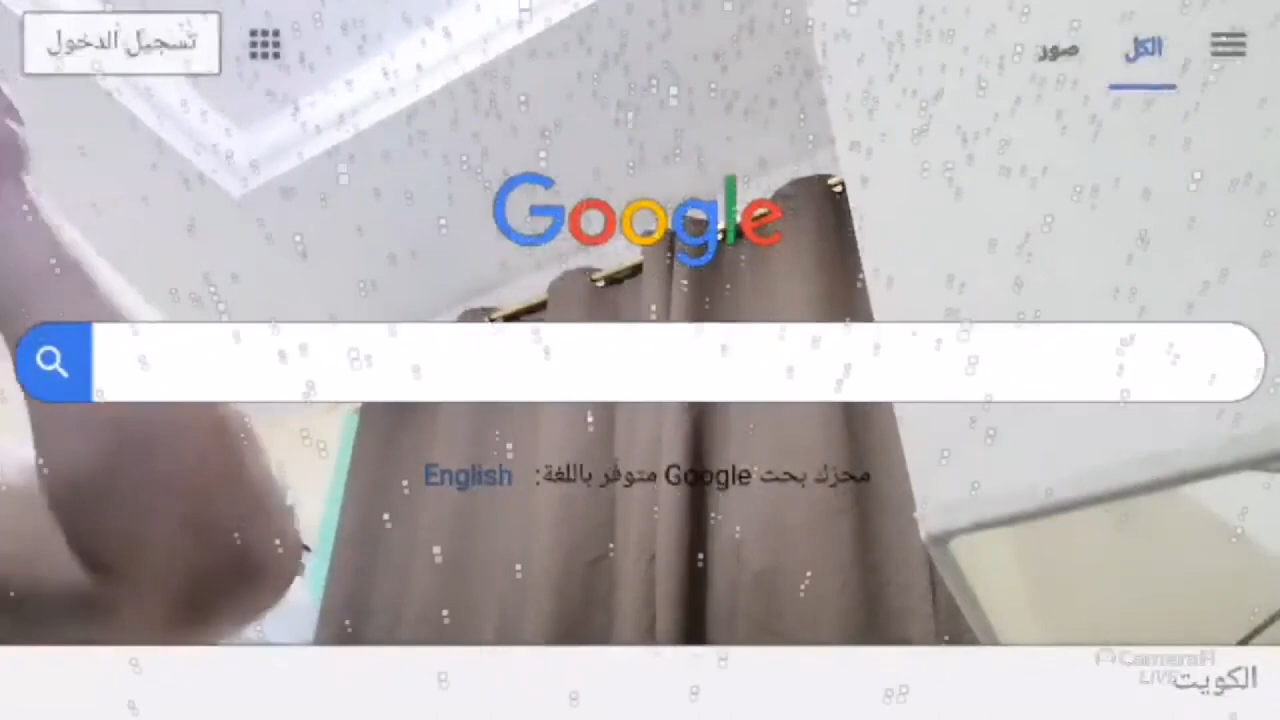 الكل صور تسجيل الدخول
Google
محرك بحث Google متوفر باللغة: English
CameraFi
LIVE
الكويت